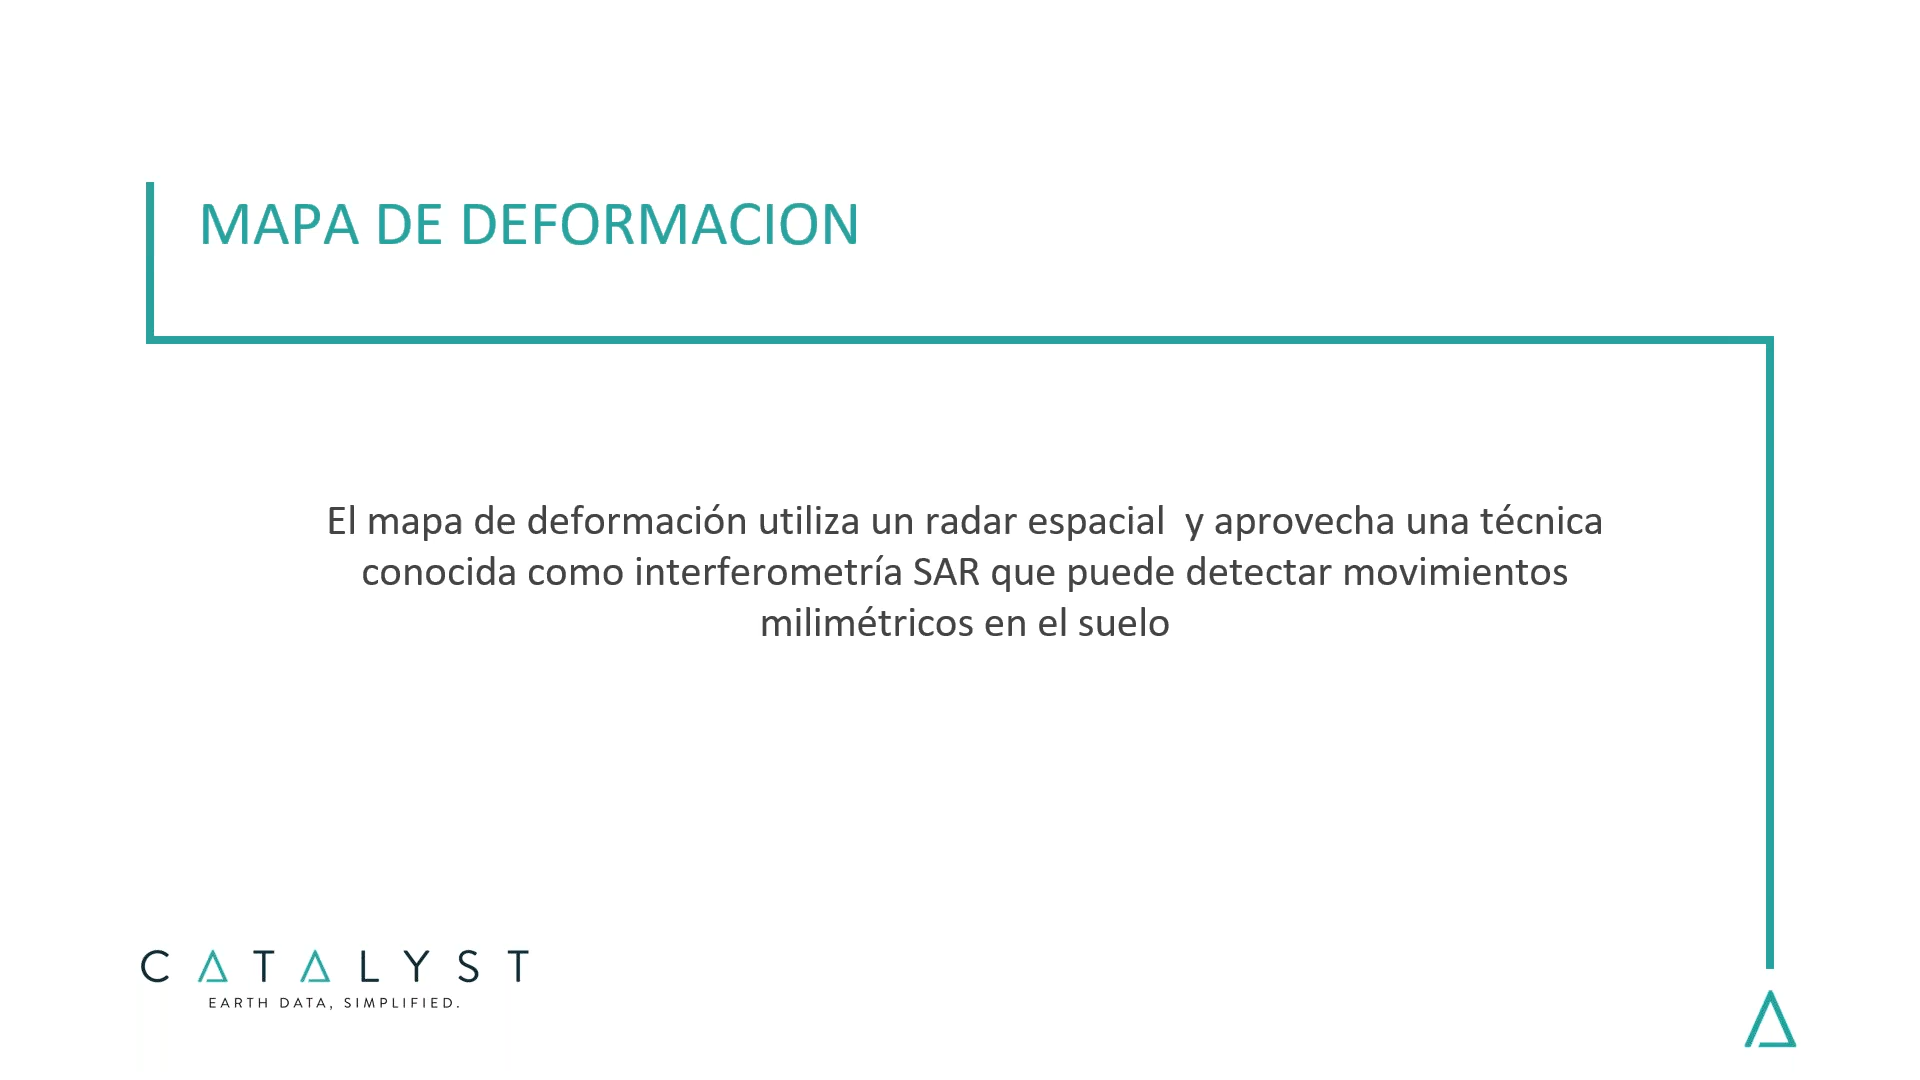 MAPA DE DEFORMACION
El mapa de deformación utiliza un radar espacial  y aprovecha una técnica
conocida como interferometría SAR que puede detectar movimientos
milimétricos en el suelo
CATALYST
EARTH DATA, SIMPLIFIED.